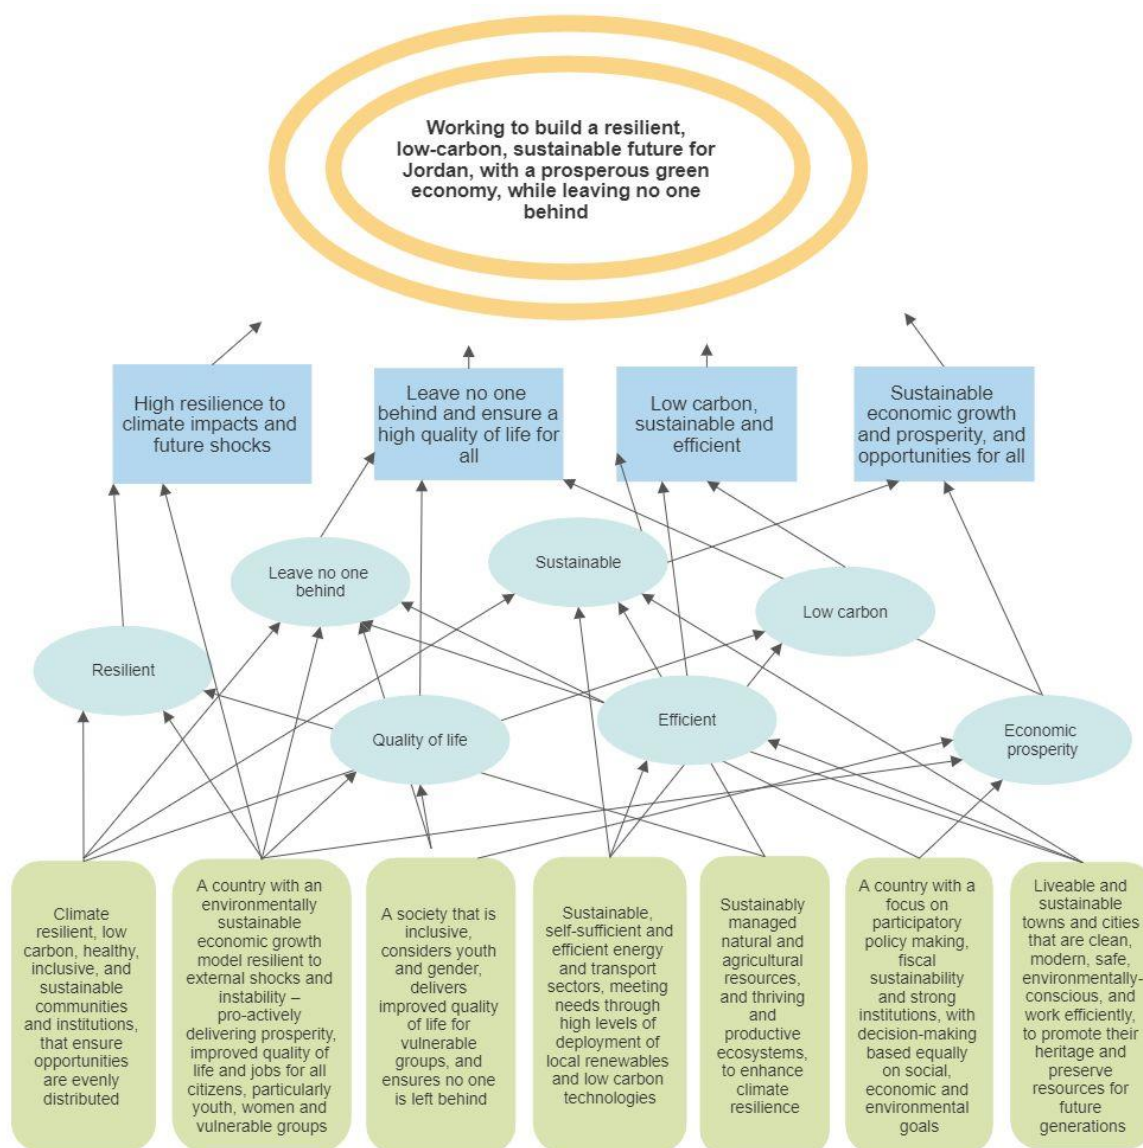 Working to build a resilient,
low-carbon, sustainable future for
Jordan, with a prosperous green
economy, while leaving no one
behind
High resilience to
climate impacts and
future shocks
Leave no one
behind and ensure a
high quality of life for
all
Low carbon,
sustainable and
efficient
Sustainable
economic growth
and prosperity, and
opportunities for all
Leave no one
behind
Sustainable
Low carbon
Resilient
Quality of life
Efficient
Economic
prosperity
Climate
resilient, low
carbon, healthy,
inclusive, and
sustainable
communities
and institutions,
that ensure
opportunities
are evenly
distributed
A country with an
environmentally
sustainable
economic growth
model resilient to
external shocks and
instability –
pro-actively
delivering prosperity,
improved quality of
life and jobs for all
citizens, particularly
youth, women and
vulnerable groups
A society that is
inclusive,
considers youth
and gender,
delivers
improved quality
of life for
vulnerable
groups, and
ensures no one
is left behind
Sustainable,
self-sufficient and
efficient energy
and transport
sectors, meeting
needs through
high levels of
deployment of
local renewables
and low carbon
technologies
Sustainably
managed
natural and
agricultural
resources,
and thriving
and
productive
ecosystems,
to enhance
climate
resilience
A country with a
focus on
participatory
policy making,
fiscal
sustainability
and strong
institutions, with
decision-making
based equally
on social,
economic and
environmental
goals
Liveable and
sustainable
towns and cities
that are clean,
modern, safe,
environmentally-
conscious, and
work efficiently,
to promote their
heritage and
preserve
resources for
future
generations